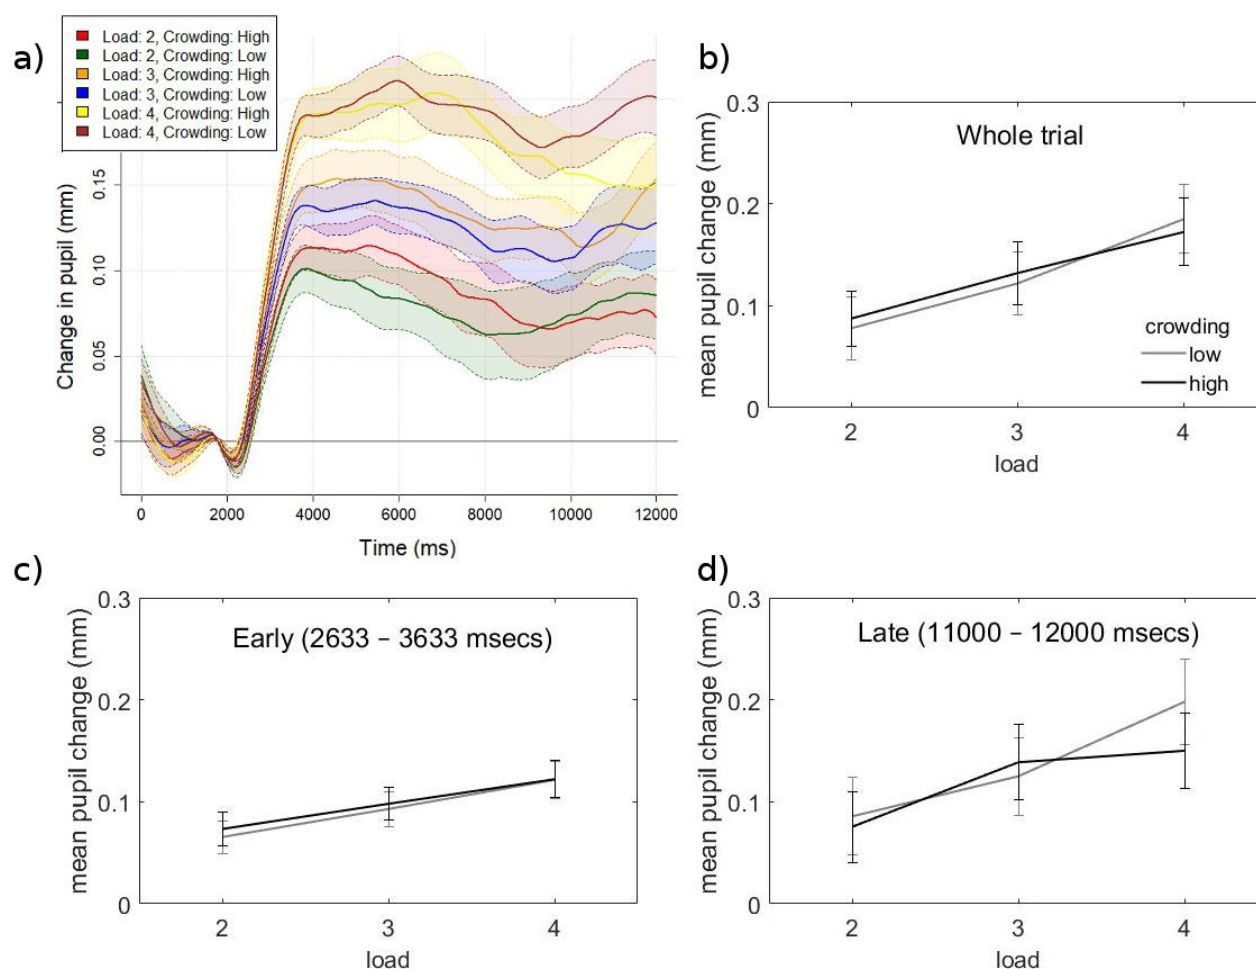 a)
Load: 2, Crowding: High
Load: 2, Crowding: Low
Load: 3, Crowding: High
Load: 3, Crowding: Low
Load: 4, Crowding: High
Load: 4, Crowding: Low
Change in pupil (mm)
0.15
0.10
0.05
0.00
0 2000 4000 6000 8000 10000 12000
Time (ms)
b)
Whole trial
mean pupil change (mm)
0.3
0.2
0.1
0
crowding
low
high
2 3 4
load
c)
Early (2633 – 3633 msecs)
mean pupil change (mm)
0.3
0.2
0.1
0
2 3 4
load
d)
Late (11000 – 12000 msecs)
mean pupil change (mm)
0.3
0.2
0.1
0
2 3 4
load